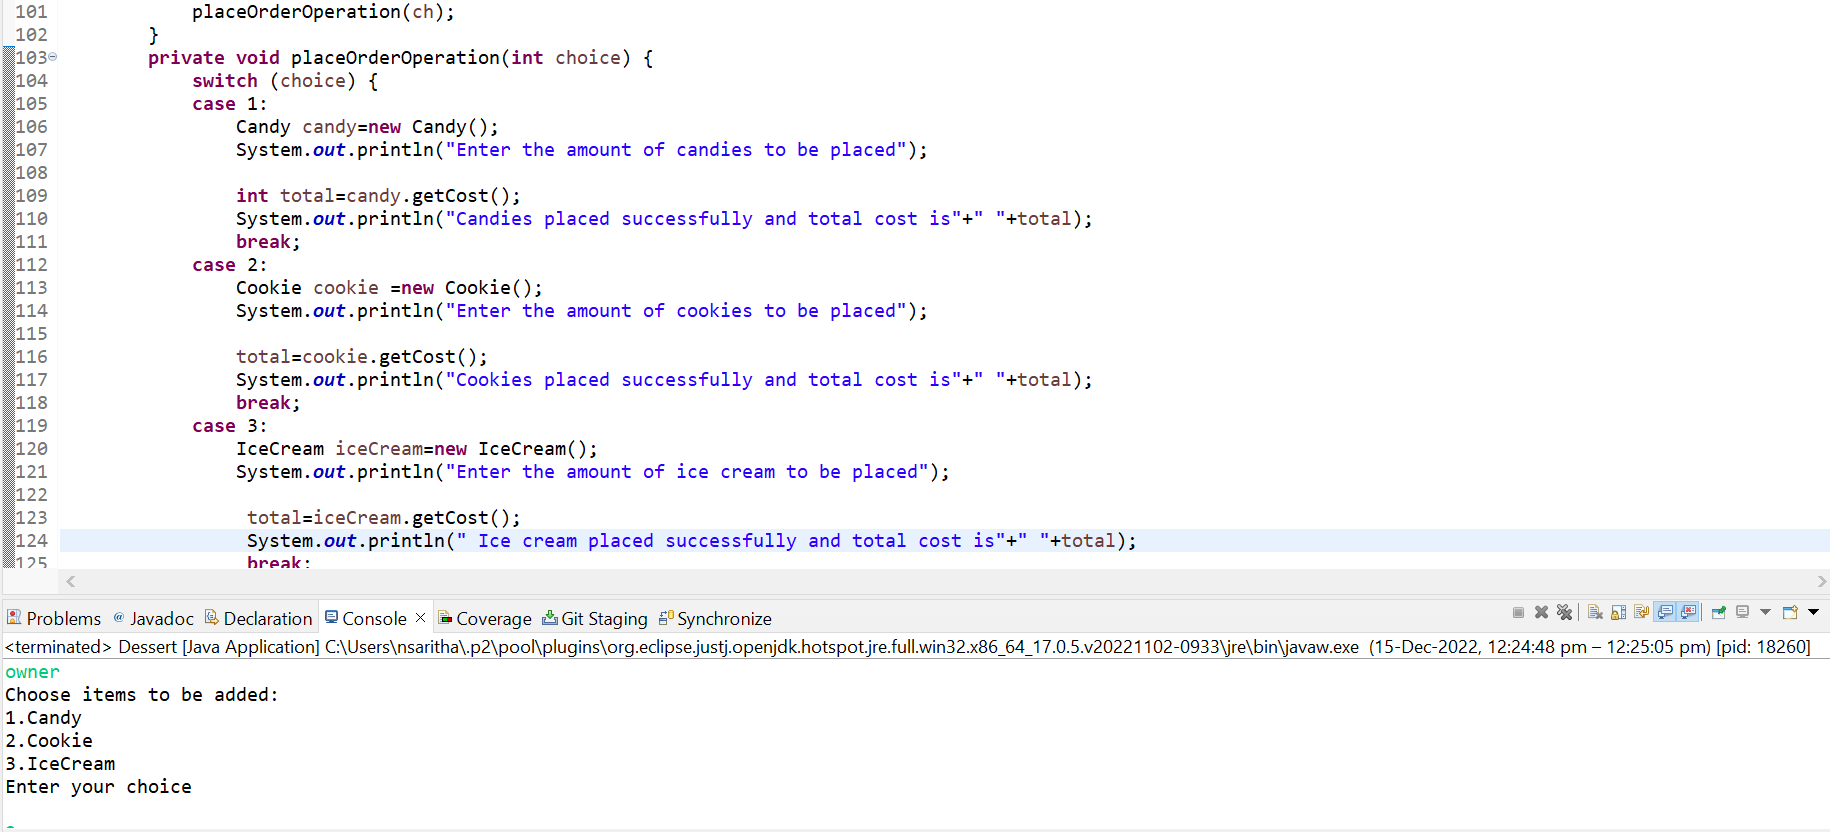 101            placeOrderOperation(ch);
102        }
103        private void placeOrderOperation(int choice) {
104            switch (choice) {
105            case 1:
106                Candy candy=new Candy();
107                System.out.println("Enter the amount of candies to be placed");
108
109                int total=candy.getCost();
110                System.out.println("Candies placed successfully and total cost is"+" "+total);
111                break;
112            case 2:
113                Cookie cookie =new Cookie();
114                System.out.println("Enter the amount of cookies to be placed");
115
116                total=cookie.getCost();
117                System.out.println("Cookies placed successfully and total cost is"+" "+total);
118                break;
119            case 3:
120                IceCream iceCream=new IceCream();
121                System.out.println("Enter the amount of ice cream to be placed");
122
123                 total=iceCream.getCost();
124                 System.out.println(" Ice cream placed successfully and total cost is"+" "+total);
125                 break;
Problems @ Javadoc Declaration Console Coverage Git Staging Synchronize
<terminated> Dessert [Java Application] C:\Users\nsaritha\.p2\pool\plugins\org.eclipse.justj.openjdk.hotspot.jre.full.win32.x86_64_17.0.5.v20221102-0933\jre\bin\javaw.exe (15-Dec-2022, 12:24:48 pm – 12:25:05 pm) [pid: 18260]
owner
Choose items to be added:
1.Candy
2.Cookie
3.IceCream
Enter your choice